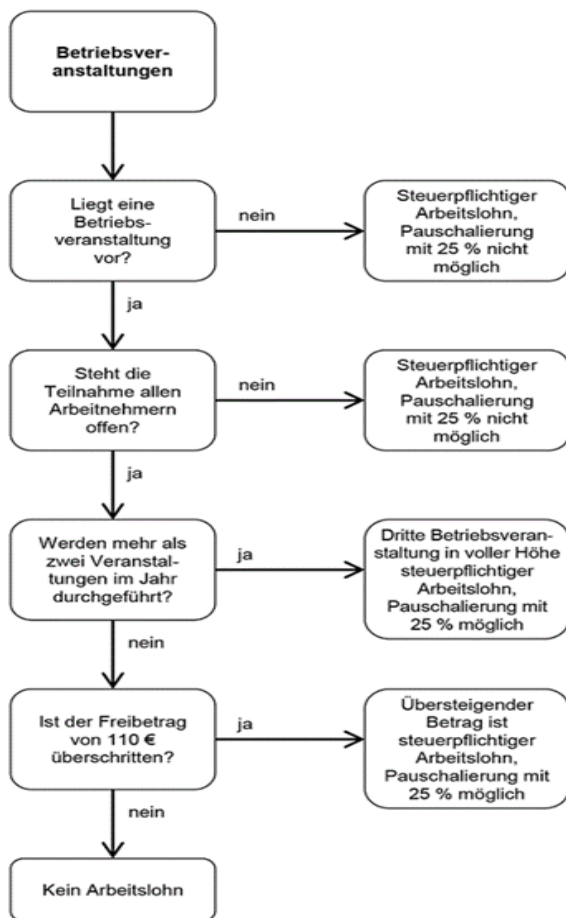 Betriebsver-
anstaltungen
Liegt eine
Betriebs-
veranstaltung
vor?
nein
Steuerpflichtiger
Arbeitslohn,
Pauschalierung
mit 25 % nicht
möglich
ja
Steht die
Teilnahme allen
Arbeitnehmern
offen?
nein
Steuerpflichtiger
Arbeitslohn,
Pauschalierung
mit 25 % nicht
möglich
ja
Werden mehr als
zwei Veranstal-
tungen im Jahr
durchgeführt?
ja
Dritte Betriebsveran-
staltung in voller Höhe
steuerpflichtiger
Arbeitslohn,
Pauschalierung mit
25 % möglich
nein
Ist der Freibetrag
von 110 €
überschritten?
ja
Übersteigender
Betrag ist
steuerpflichtiger
Arbeitslohn,
Pauschalierung mit
25 % möglich
nein
Kein Arbeitslohn